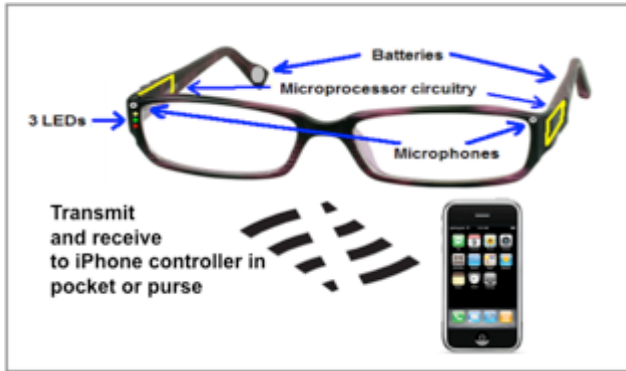 Batteries
Microprocessor circuitry
3 LEDs
Microphones
Transmit
and receive
to iPhone controller in
pocket or purse